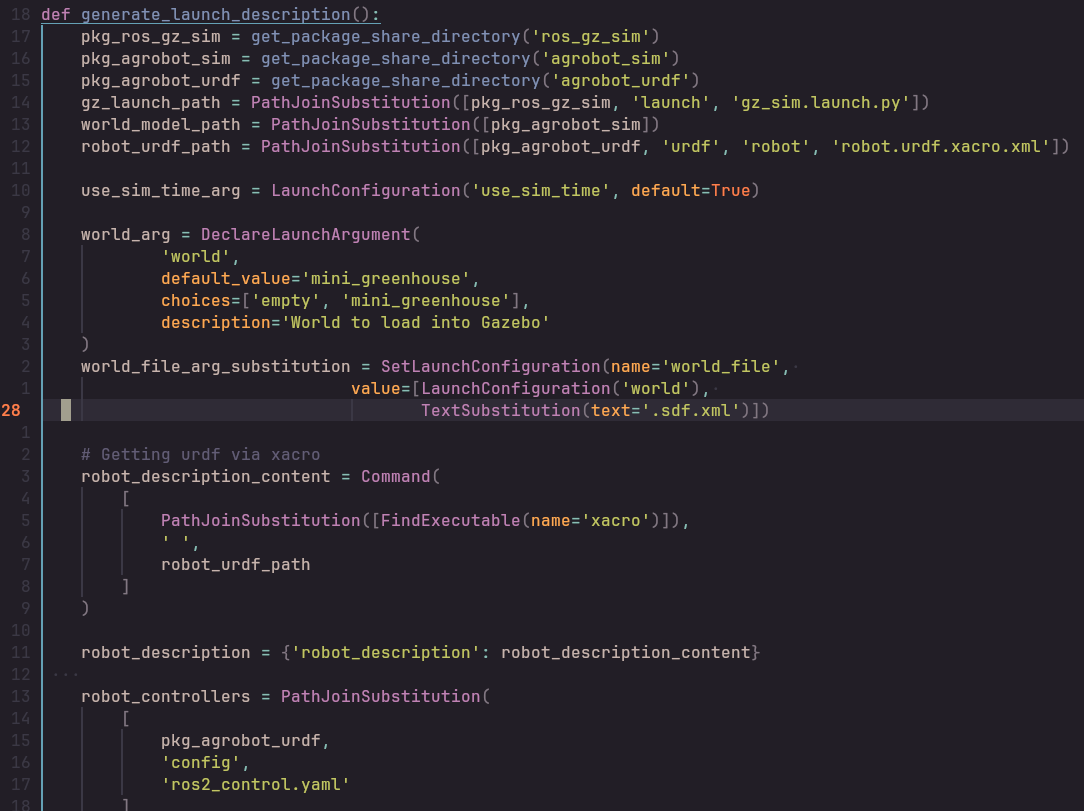 18 def generate_launch_description():
17     pkg_ros_gz_sim = get_package_share_directory('ros_gz_sim')
16     pkg_agrobot_sim = get_package_share_directory('agrobot_sim')
15     pkg_agrobot_urdf = get_package_share_directory('agrobot_urdf')
14     gz_launch_path = PathJoinSubstitution([pkg_ros_gz_sim, 'launch', 'gz_sim.launch.py'])
13     world_model_path = PathJoinSubstitution([pkg_agrobot_sim])
12     robot_urdf_path = PathJoinSubstitution([pkg_agrobot_urdf, 'urdf', 'robot', 'robot.urdf.xacro.xml'])
11
10     use_sim_time_arg = LaunchConfiguration('use_sim_time', default=True)
9
8     world_arg = DeclareLaunchArgument(
7             'world',
6             default_value='mini_greenhouse',
5             choices=['empty', 'mini_greenhouse'],
4             description='World to load into Gazebo'
3     )
2     world_file_arg_substitution = SetLaunchConfiguration(name='world_file',
1                                value=[LaunchConfiguration('world'),
28                                      TextSubstitution(text='.sdf.xml')])
1
2     # Getting urdf via xacro
3     robot_description_content = Command(
4         [
5             PathJoinSubstitution([FindExecutable(name='xacro')]),
6             ' ',
7             robot_urdf_path
8         ]
9     )
10
11     robot_description = {'robot_description': robot_description_content}
12
13     robot_controllers = PathJoinSubstitution(
14         [
15             pkg_agrobot_urdf,
16             'config',
17             'ros2_control.yaml'
18         ]